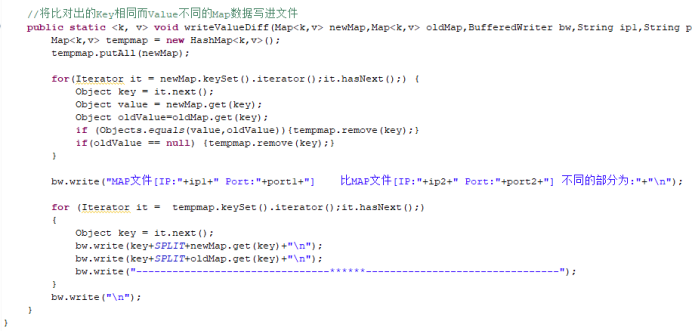 //将比对出的Key相同而Value不同的Map数据写进文件
public static <k, v> void writeValueDiff(Map<k,v> newMap,Map<k,v> oldMap,BufferedWriter bw,String ip1,String p
Map<k,v> tempmap = new HashMap<k,v>();
tempmap.putAll(newMap);
for(Iterator it = newMap.keySet().iterator();it.hasNext();) {
Object key = it.next();
Object value = newMap.get(key);
Object oldValue=oldMap.get(key);
if (Objects.equals(value,oldValue)){tempmap.remove(key);}
if(oldValue == null) {tempmap.remove(key);}
}
bw.write("MAP文件[IP:"+ip1+" Port:"+port1+"]    比MAP文件[IP:"+ip2+" Port:"+port2+"] 不同的部分为:"+"\n");
for (Iterator it =  tempmap.keySet().iterator();it.hasNext();)
{
Object key = it.next();
bw.write(key+SPLIT+newMap.get(key)+"\n");
bw.write(key+SPLIT+oldMap.get(key)+"\n");
bw.write("--------------------------------******--------------------------------");
}
bw.write("\n");
}
}